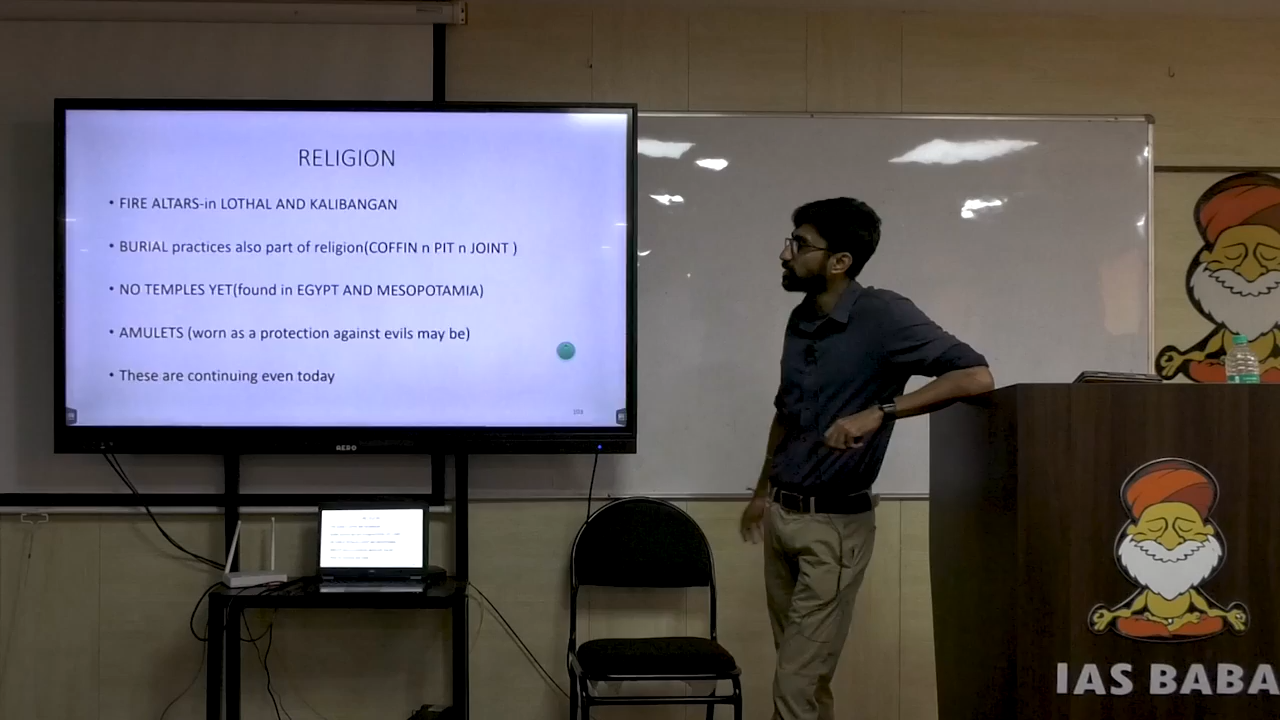 RELIGION
• FIRE ALTARS-in LOTHAL AND KALIBANGAN
• BURIAL practices also part of religion(COFFIN n PIT n JOINT )
• NO TEMPLES YET(found in EGYPT AND MESOPOTAMIA)
• AMULETS (worn as a protection against evils may be)
• These are continuing even today
AERO
IAS BABA